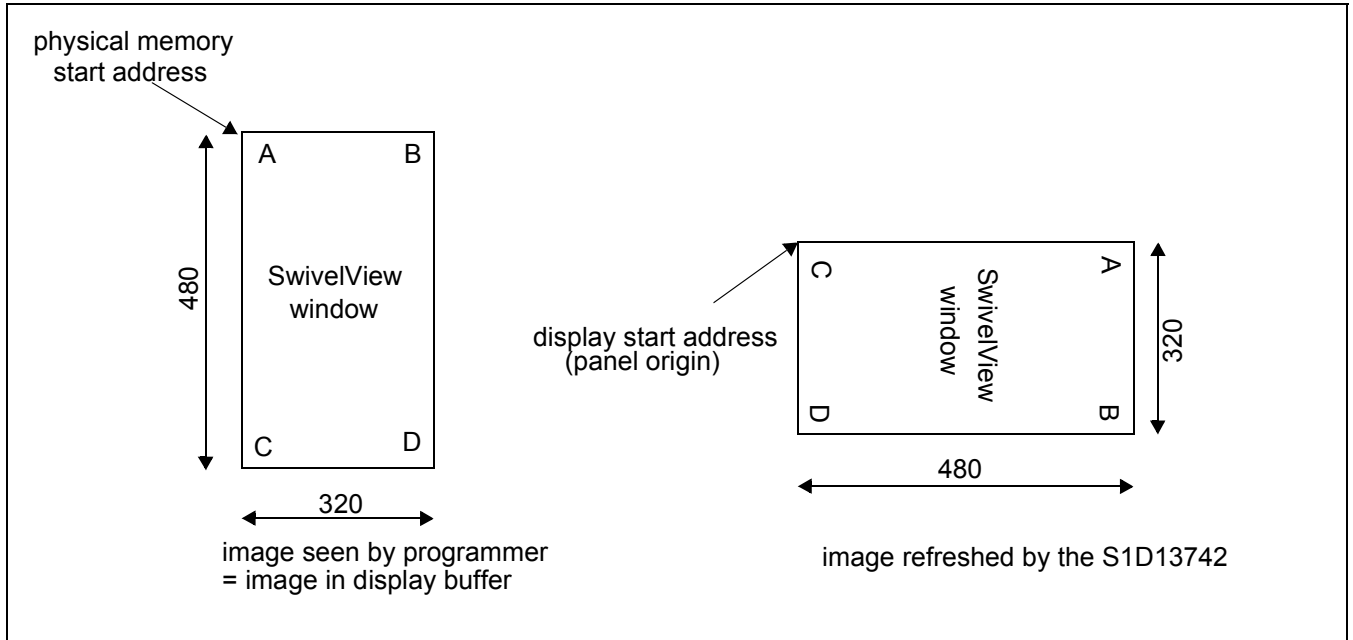 physical memory
start address
A B
480
SwivelView
window
C D
320
image seen by programmer
= image in display buffer
display start address
(panel origin)
C A
SwivelView
window
D B
320
480
image refreshed by the S1D13742